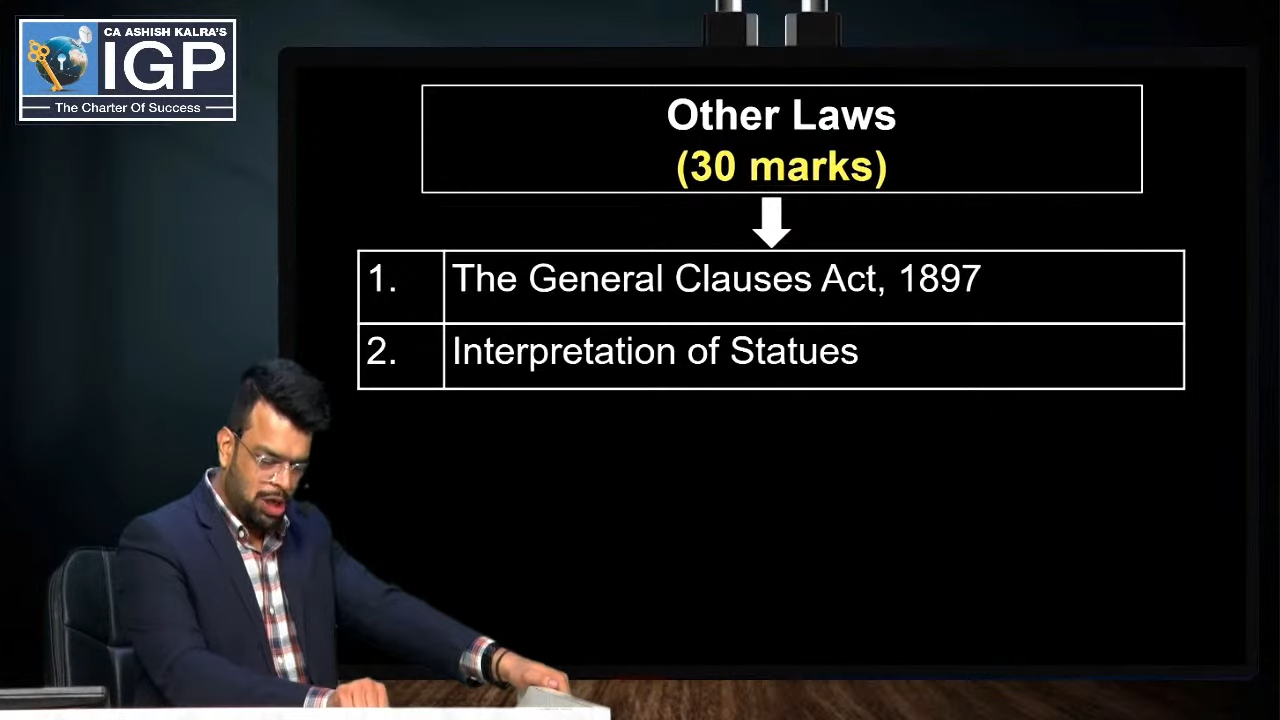 CA ASHISH KALRA'S
IGP
The Charter Of Success
Other Laws
(30 marks)
1. The General Clauses Act, 1897
2. Interpretation of Statues